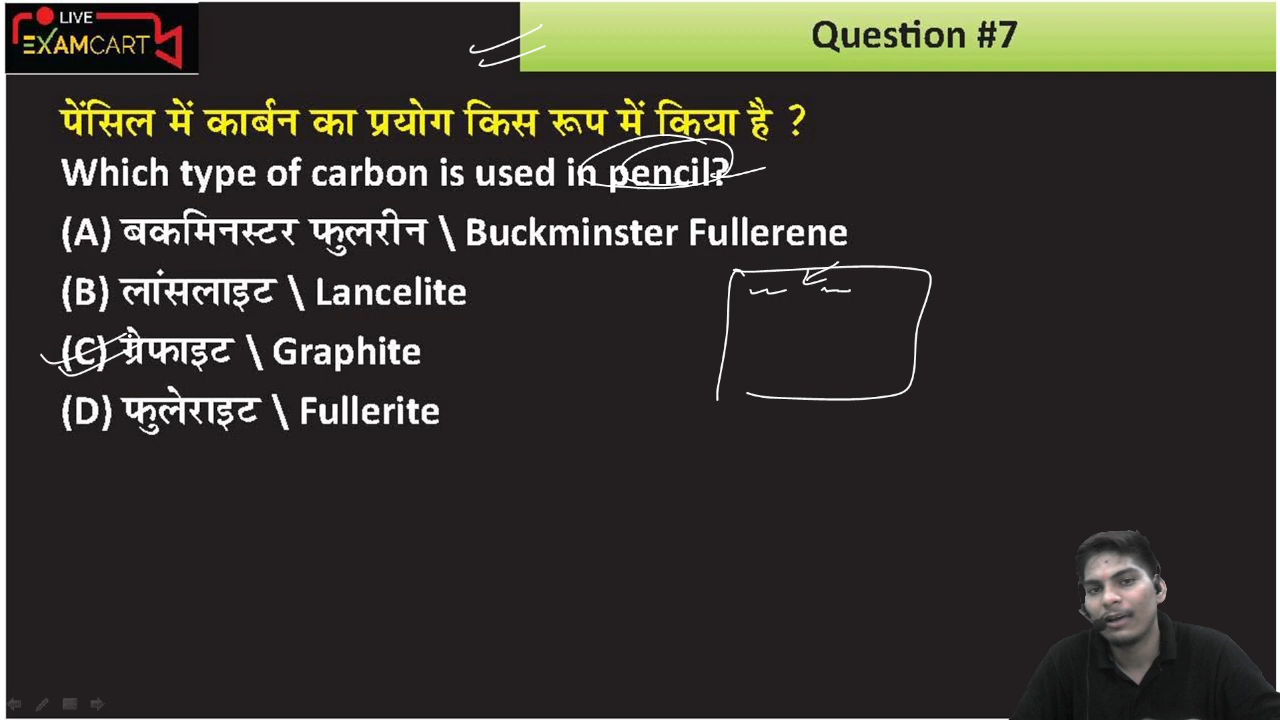 LIVE
EXAMCART
Question #7
पेंसिल में कार्बन का प्रयोग किस रूप में किया है ?
Which type of carbon is used in pencil?
(A) बकमिनस्टर फुलरीन \ Buckminster Fullerene
(B) लांसलाइट \ Lancelite
(C) ग्रेफाइट \ Graphite
(D) फुलेराइट \ Fullerite